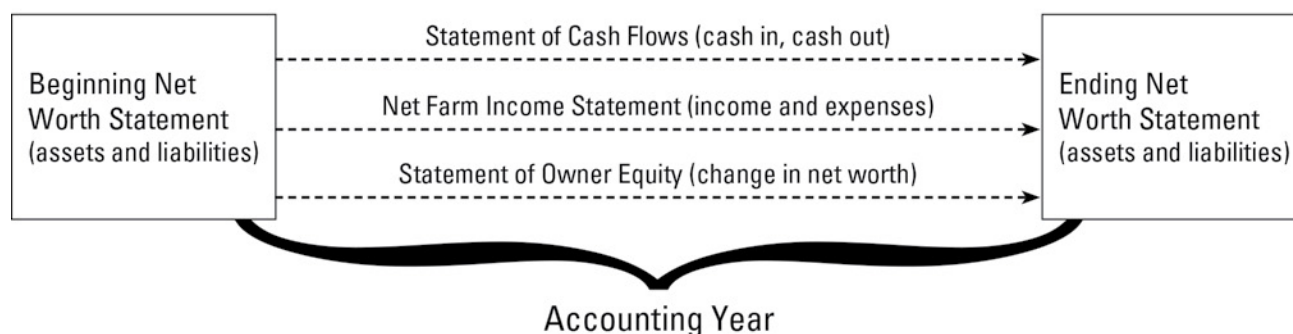 Statement of Cash Flows (cash in, cash out)
Beginning Net
Worth Statement
(assets and liabilities)
Net Farm Income Statement (income and expenses)
Ending Net
Worth Statement
(assets and liabilities)
Statement of Owner Equity (change in net worth)
Accounting Year